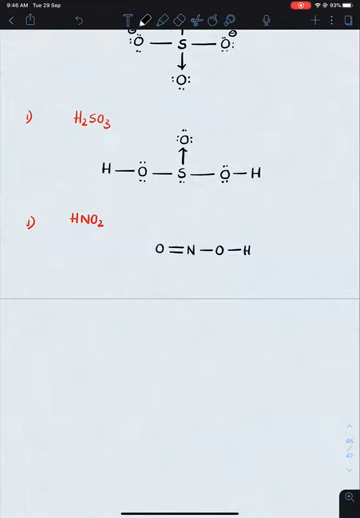 9:46 AM Tue 29 Sep 93%
:O: — S — :O:
:O:
i) H₂SO₃
:O:
H — O — S — O — H
j) HNO₂
O = N — O — H
46
47